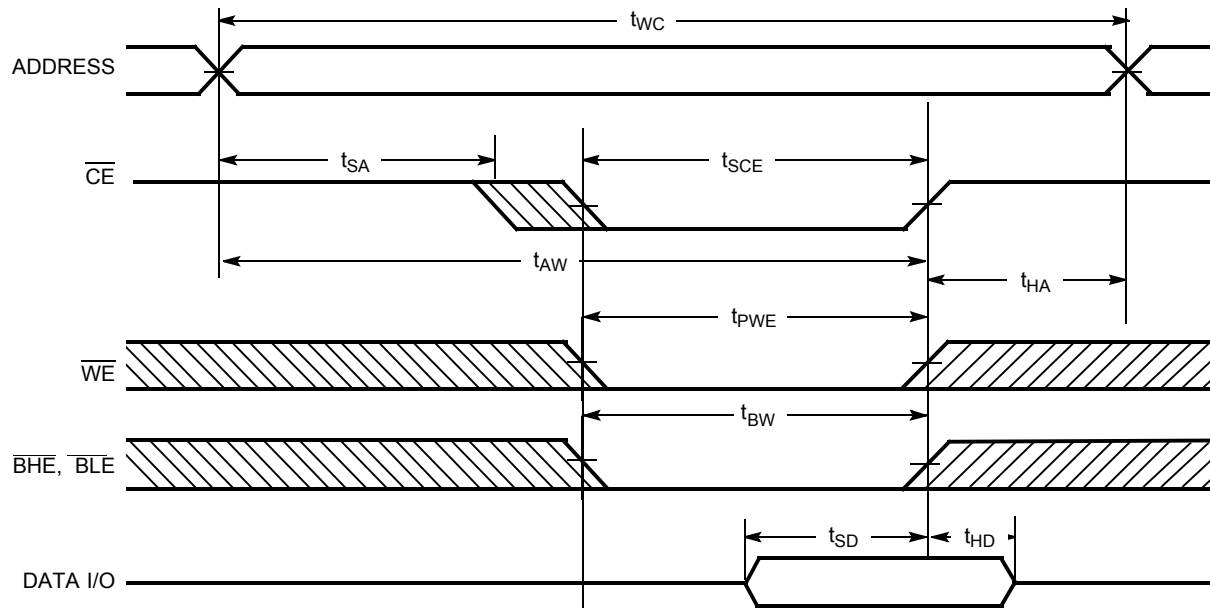 tWC
ADDRESS
tSA
tSCE
CE
tAW
tHA
tPWE
WE
tBW
BHE, BLE
tSD
tHD
DATA I/O